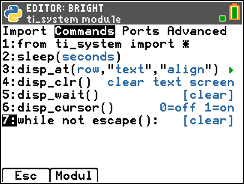 EDITOR: BRIGHT
ti_system module
Import Commands Ports Advanced
1:from ti_system import *
2:sleep(seconds)
3:disp_at(row,"text","align")
4:disp_clr() clear text screen
5:disp_wait() [clear]
6:disp_cursor() 0=off 1=on
7:while not escape(): [clear]
Esc Modul